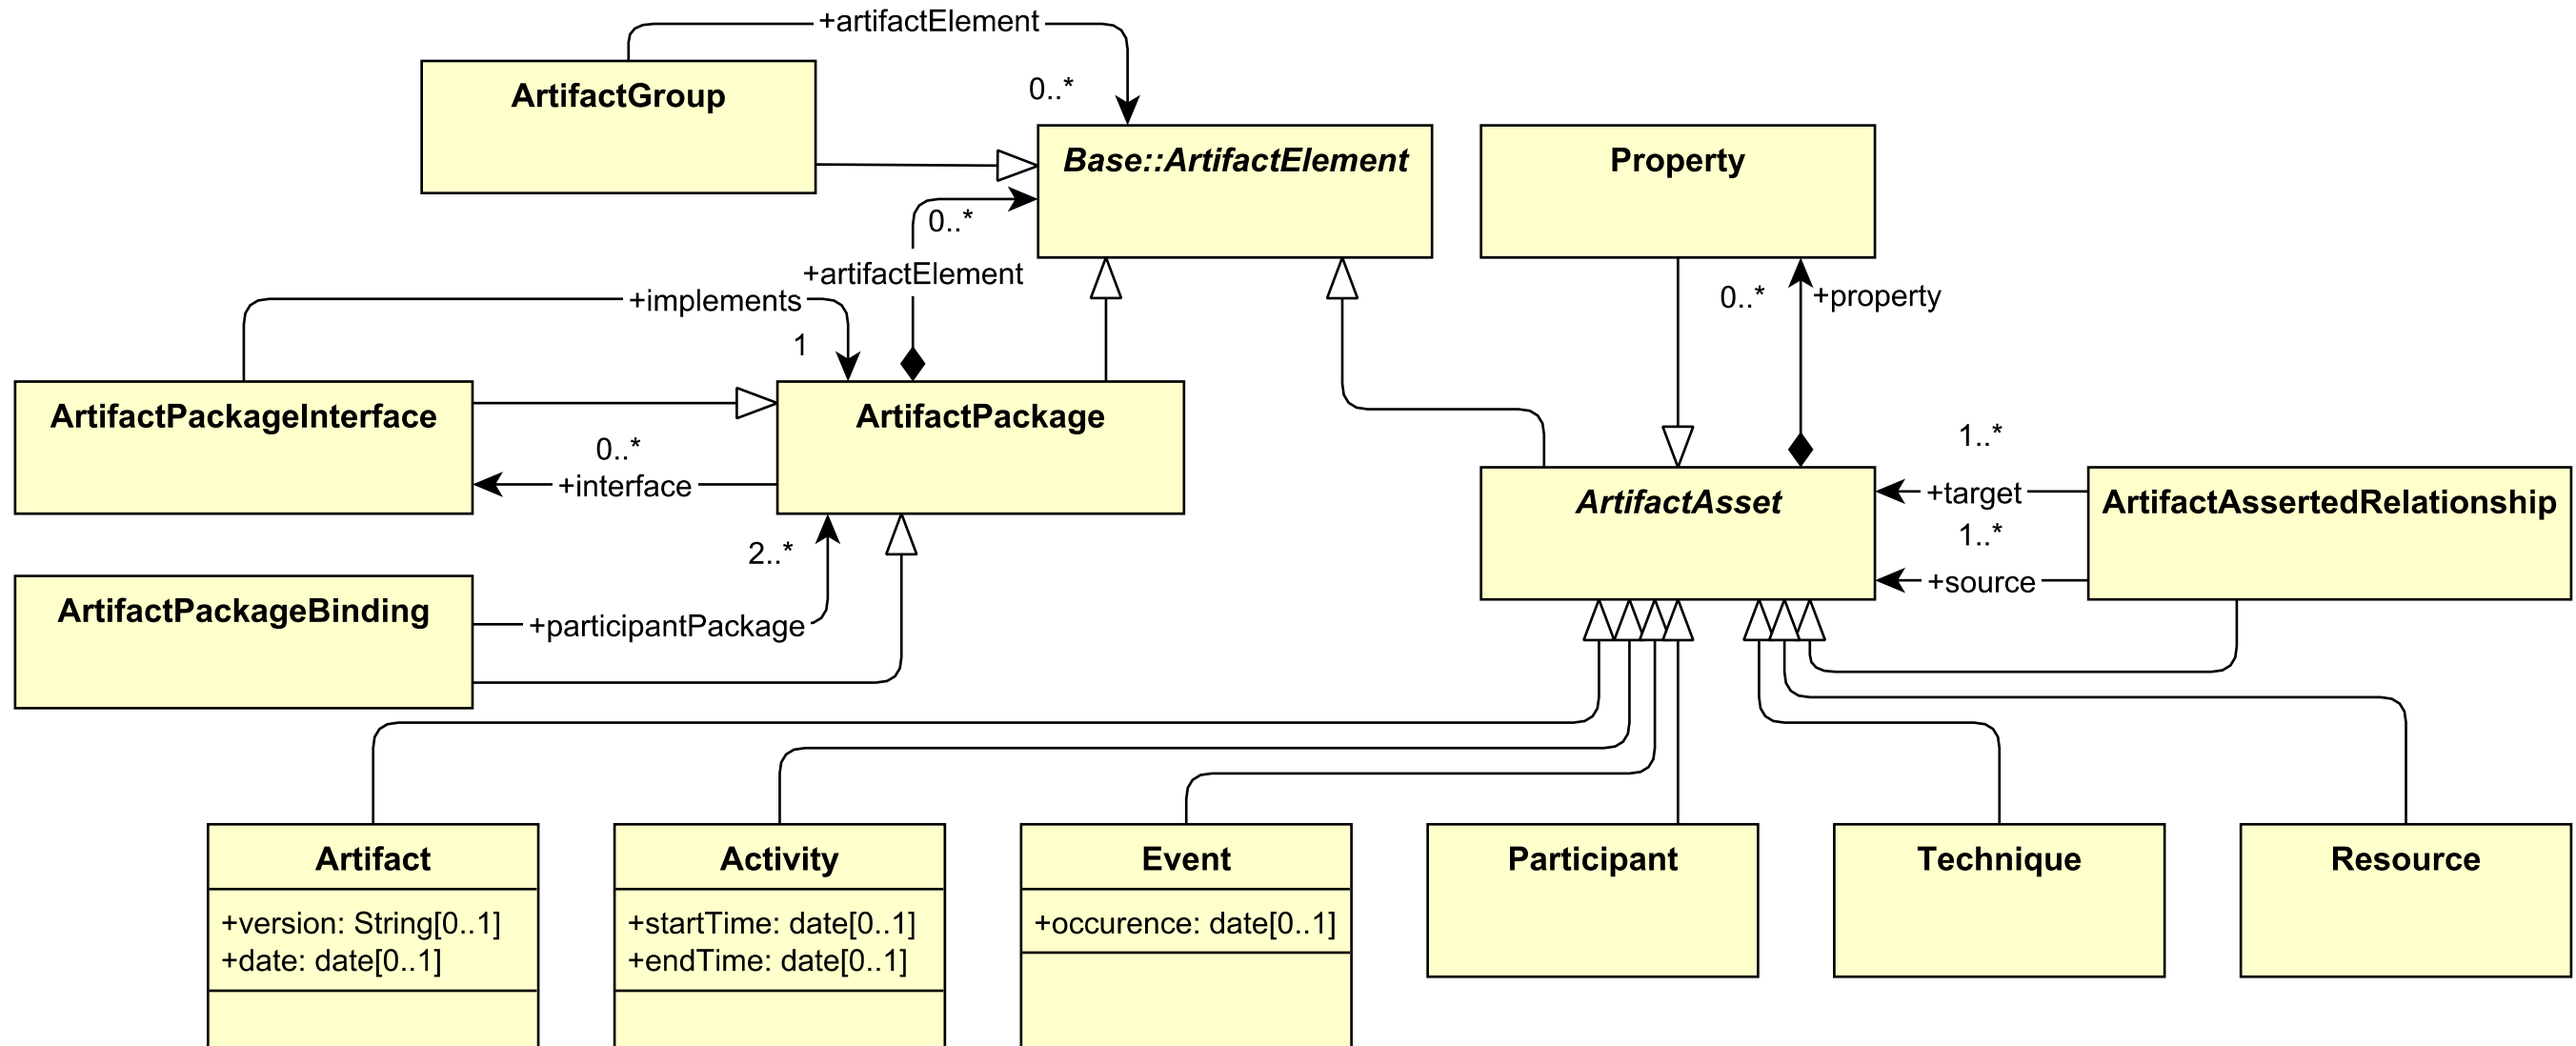 +artifactElement
0..*
ArtifactGroup
Base::ArtifactElement
Property
0..*
+artifactElement
+implements
1
0..*
+property
ArtifactPackageInterface
ArtifactPackage
0..*
+interface
1..*
+target
ArtifactAsset
ArtifactAssertedRelationship
1..*
+source
2..*
ArtifactPackageBinding
+participantPackage
Artifact
+version: String[0..1]
+date: date[0..1]
Activity
+startTime: date[0..1]
+endTime: date[0..1]
Event
+occurence: date[0..1]
Participant
Technique
Resource